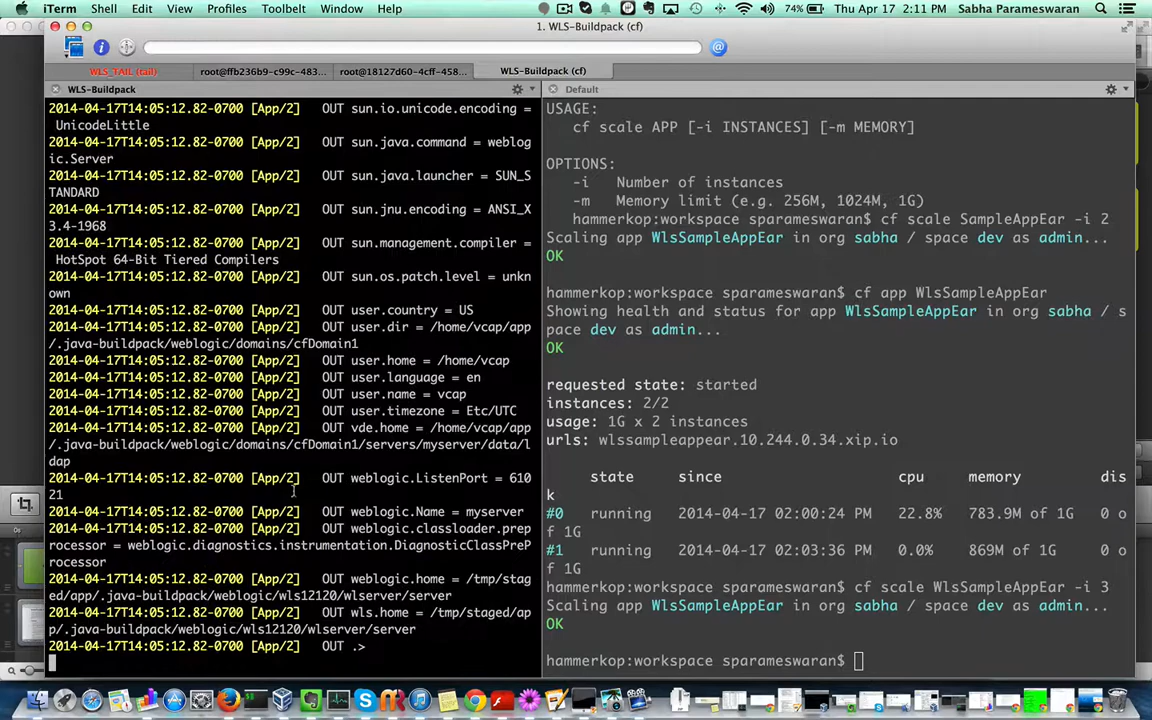 iTerm Shell Edit View Profiles Toolbelt Window Help 74% Thu Apr 17 2:11 PM Sabha Parameswaran
1. WLS-Buildpack (cf)
WLS_TAIL (tail) root@ffb236b9-c99c-483... root@18127d60-4cff-458... WLS-Buildpack (cf)
WLS-Buildpack
2014-04-17T14:05:12.82-0700 [App/2] OUT sun.io.unicode.encoding =
UnicodeLittle
2014-04-17T14:05:12.82-0700 [App/2] OUT sun.java.command = weblog
ic.Server
2014-04-17T14:05:12.82-0700 [App/2] OUT sun.java.launcher = SUN_S
TANDARD
2014-04-17T14:05:12.82-0700 [App/2] OUT sun.jnu.encoding = ANSI_X
3.4-1968
2014-04-17T14:05:12.82-0700 [App/2] OUT sun.management.compiler =
HotSpot 64-Bit Tiered Compilers
2014-04-17T14:05:12.82-0700 [App/2] OUT sun.os.patch.level = unkn
own
2014-04-17T14:05:12.82-0700 [App/2] OUT user.country = US
2014-04-17T14:05:12.82-0700 [App/2] OUT user.dir = /home/vcap/app
/.java-buildpack/weblogic/domains/cfDomain1
2014-04-17T14:05:12.82-0700 [App/2] OUT user.home = /home/vcap
2014-04-17T14:05:12.82-0700 [App/2] OUT user.language = en
2014-04-17T14:05:12.82-0700 [App/2] OUT user.name = vcap
2014-04-17T14:05:12.82-0700 [App/2] OUT user.timezone = Etc/UTC
2014-04-17T14:05:12.82-0700 [App/2] OUT vde.home = /home/vcap/app
/.java-buildpack/weblogic/domains/cfDomain1/servers/myserver/data/l
dap
2014-04-17T14:05:12.82-0700 [App/2] OUT weblogic.ListenPort = 610
21
2014-04-17T14:05:12.82-0700 [App/2] OUT weblogic.Name = myserver
2014-04-17T14:05:12.82-0700 [App/2] OUT weblogic.classloader.prep
rocessor = weblogic.diagnostics.instrumentation.DiagnosticClassPreP
rocessor
2014-04-17T14:05:12.82-0700 [App/2] OUT weblogic.home = /tmp/stag
ed/app/.java-buildpack/weblogic/wls12120/wlserver/server
2014-04-17T14:05:12.82-0700 [App/2] OUT wls.home = /tmp/staged/ap
p/.java-buildpack/weblogic/wls12120/wlserver/server
2014-04-17T14:05:12.82-0700 [App/2] OUT .>
Default
USAGE:
cf scale APP [-i INSTANCES] [-m MEMORY]
OPTIONS:
-i Number of instances
-m Memory limit (e.g. 256M, 1024M, 1G)
hammerkop:workspace sparameswaran$ cf scale SampleAppEar -i 2
Scaling app WlsSampleAppEar in org sabha / space dev as admin...
OK
hammerkop:workspace sparameswaran$ cf app WlsSampleAppEar
Showing health and status for app WlsSampleAppEar in org sabha / s
pace dev as admin...
OK
requested state: started
instances: 2/2
usage: 1G x 2 instances
urls: wlssampleappear.10.244.0.34.xip.io
state since cpu memory dis
k
#0 running 2014-04-17 02:00:24 PM 22.8% 783.9M of 1G 0 o
f 1G
#1 running 2014-04-17 02:03:36 PM 0.0% 869M of 1G 0 o
f 1G
hammerkop:workspace sparameswaran$ cf scale WlsSampleAppEar -i 3
Scaling app WlsSampleAppEar in org sabha / space dev as admin...
OK
hammerkop:workspace sparameswaran$